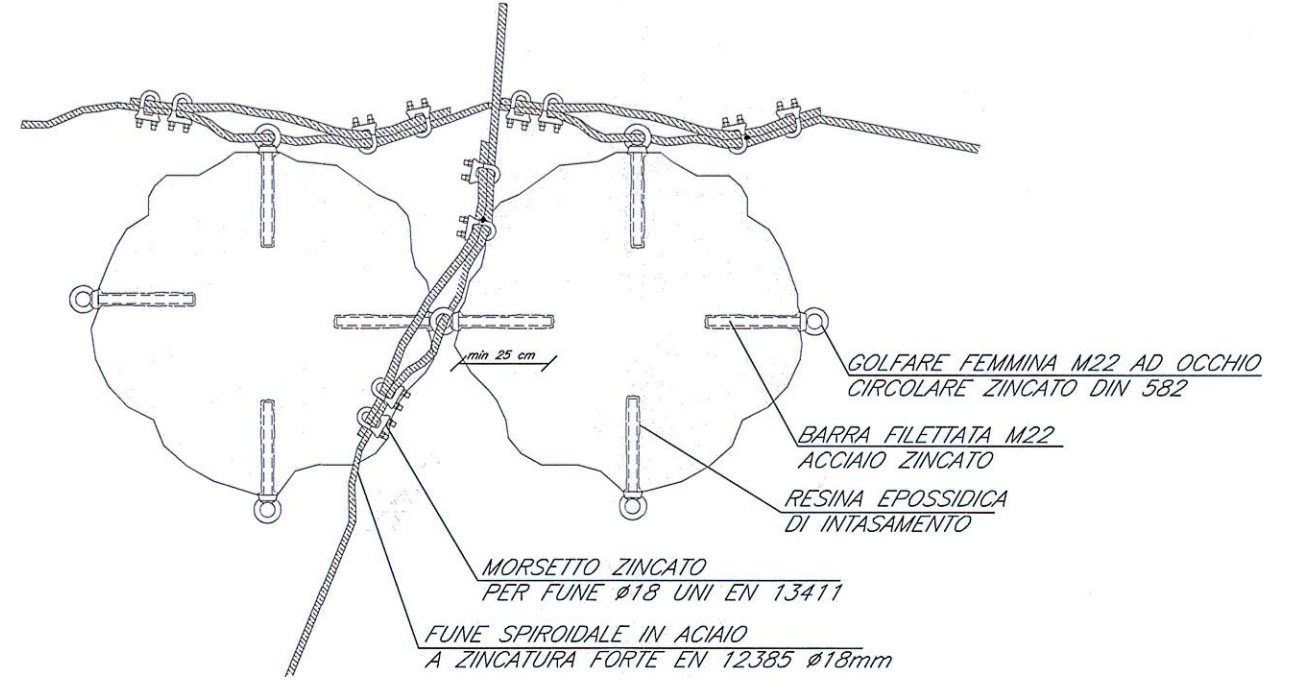 min 25 cm
GOLFARE FEMMINA M22 AD OCCHIO
CIRCOLARE ZINCATO DIN 582
BARRA FILETTATA M22
ACCIAIO ZINCATO
RESINA EPOSSIDICA
DI INTASAMENTO
MORSETTO ZINCATO
PER FUNE ø18 UNI EN 13411
FUNE SPIROIDALE IN ACIAIO
A ZINCATURA FORTE EN 12385 ø18mm